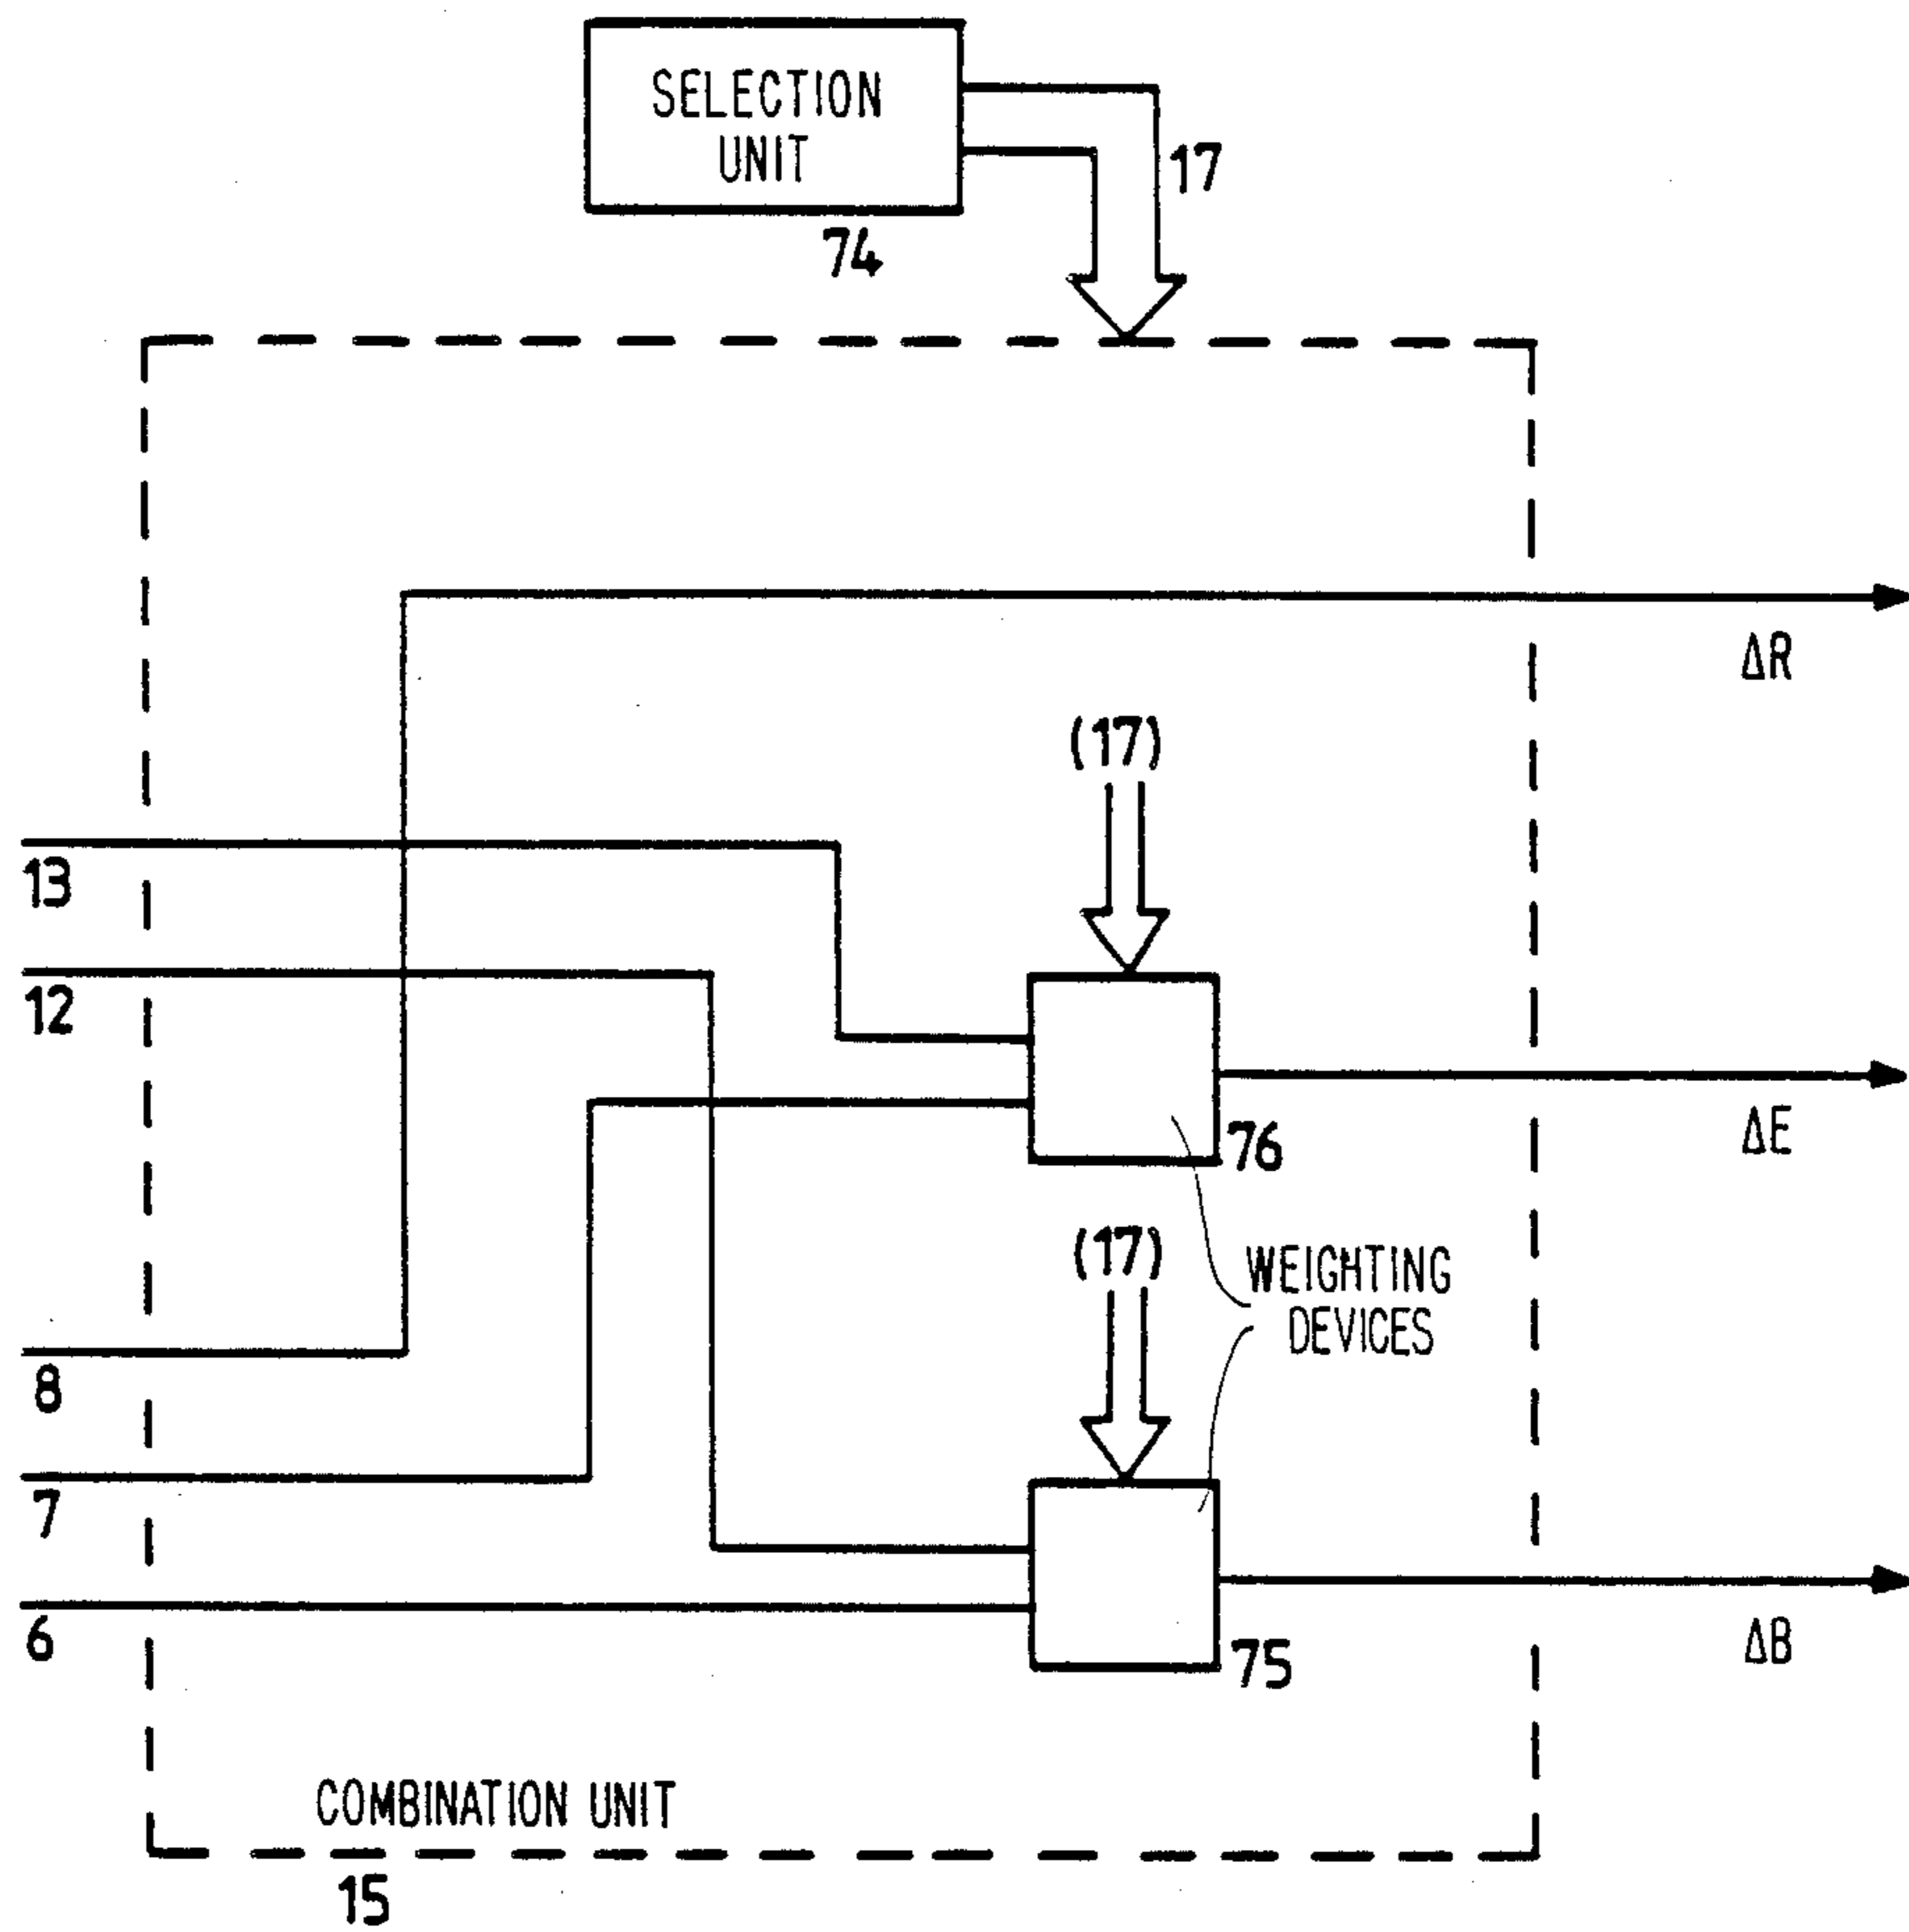 SELECTION
UNIT
17
74
ΔR
(17)
13
12
76
ΔE
(17)
WEIGHTING
DEVICES
8
7
6
75
ΔB
COMBINATION UNIT
15